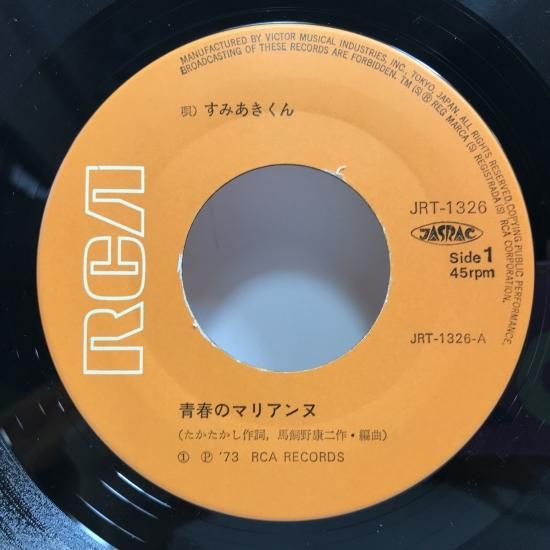 MANUFACTURED BY VICTOR MUSICAL INDUSTRIES, INC., TOKYO, JAPAN. ALL RIGHTS RESERVED, COPYING PUBLIC PERFORMANCE,
BROADCASTING OF THESE RECORDS ARE FORBIDDEN. TM (S) ® REG MARCA (S) REGISTRADA (S) RCA CORPORATION.
唄) すみあきくん
RCA
JRT-1326
JASRAC
Side 1
45rpm
JRT-1326-A
青春のマリアンヌ
(たかたかし作詞, 馬飼野康二作・編曲)
① Ⓟ '73 RCA RECORDS